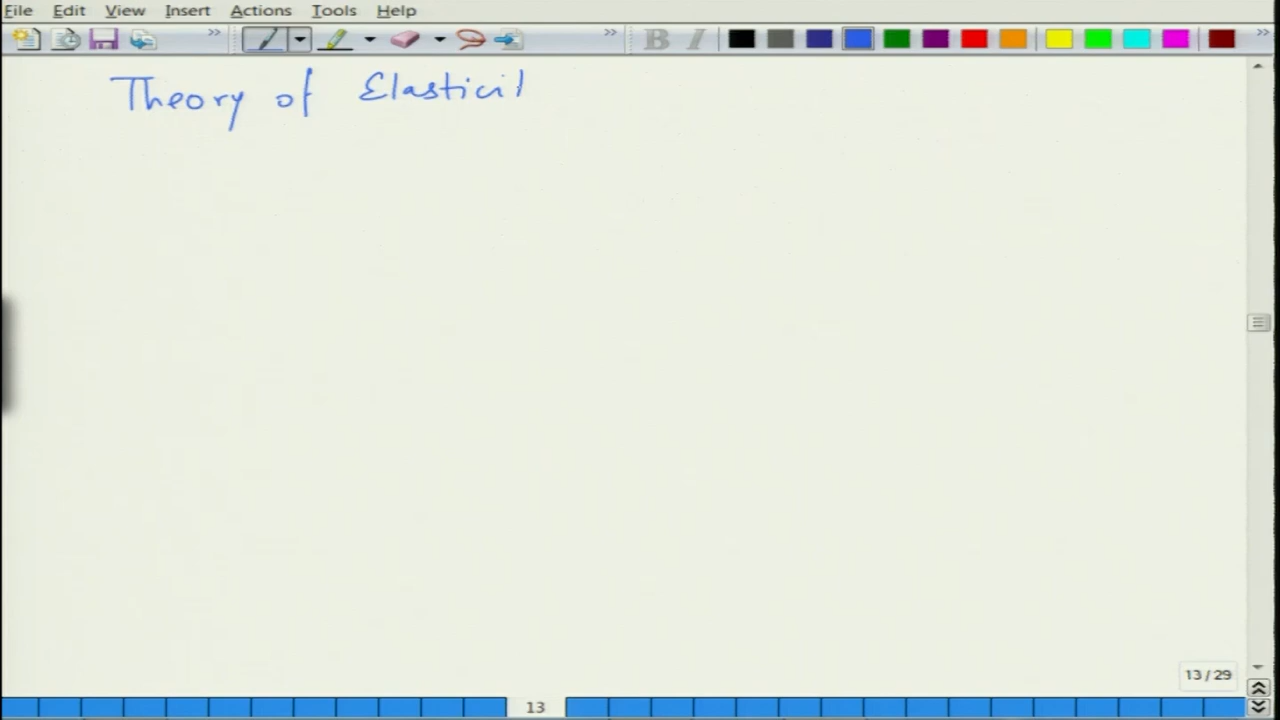 File Edit View Insert Actions Tools Help
» » B I »
Theory of Elasticil
13 / 29
13